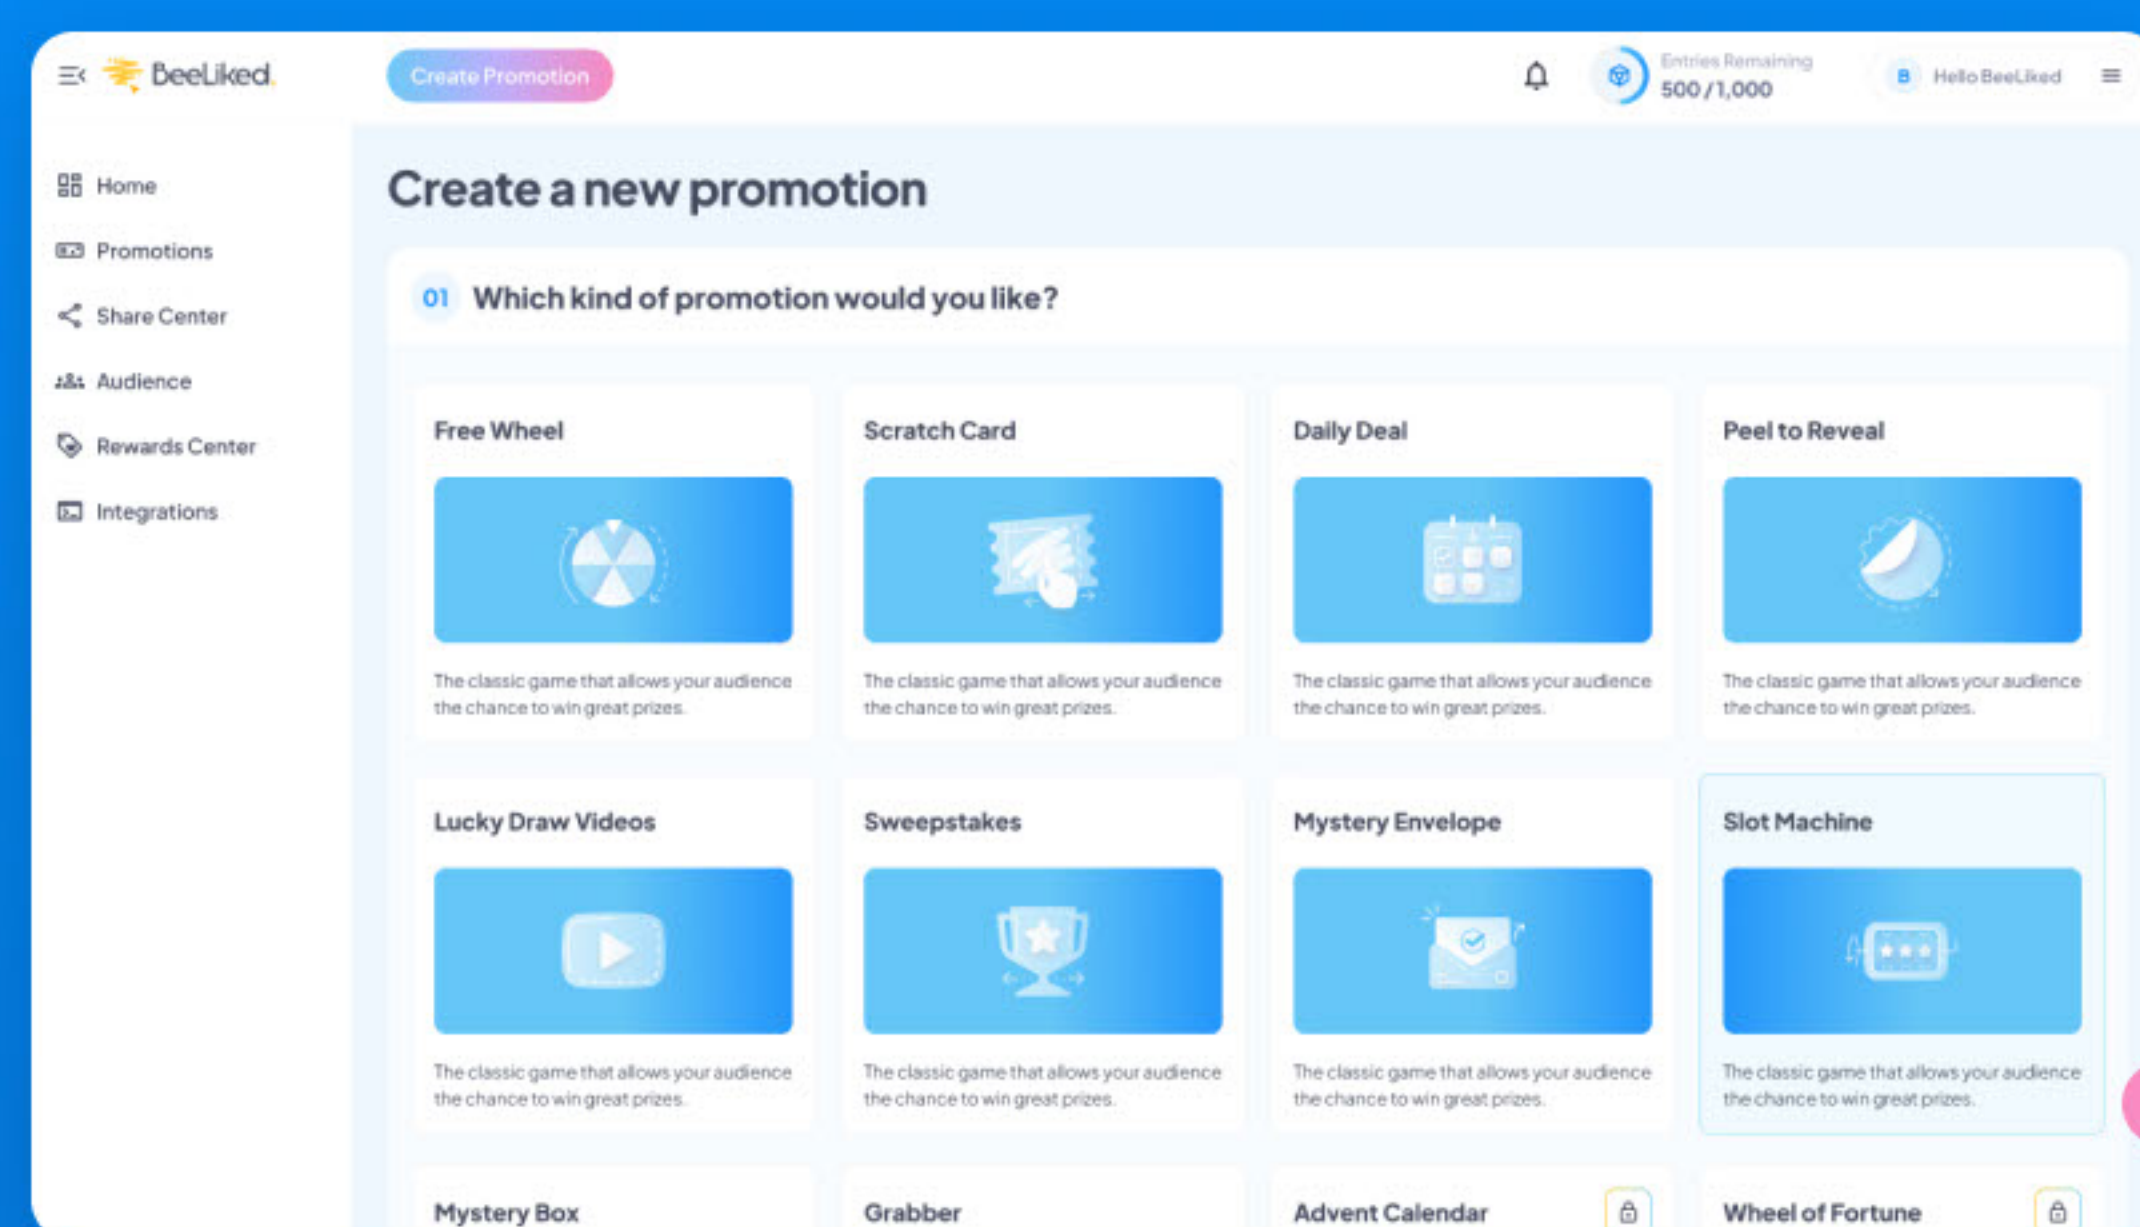 BeeLiked.
Create Promotion
Entries Remaining
500 / 1,000
B
Hello BeeLiked
Home
Promotions
Share Center
Audience
Rewards Center
Integrations
Create a new promotion
01 Which kind of promotion would you like?
Free Wheel
The classic game that allows your audience
the chance to win great prizes.
Scratch Card
The classic game that allows your audience
the chance to win great prizes.
Daily Deal
The classic game that allows your audience
the chance to win great prizes.
Peel to Reveal
The classic game that allows your audience
the chance to win great prizes.
Lucky Draw Videos
The classic game that allows your audience
the chance to win great prizes.
Sweepstakes
The classic game that allows your audience
the chance to win great prizes.
Mystery Envelope
The classic game that allows your audience
the chance to win great prizes.
Slot Machine
The classic game that allows your audience
the chance to win great prizes.
Mystery Box
Grabber
Advent Calendar
Wheel of Fortune